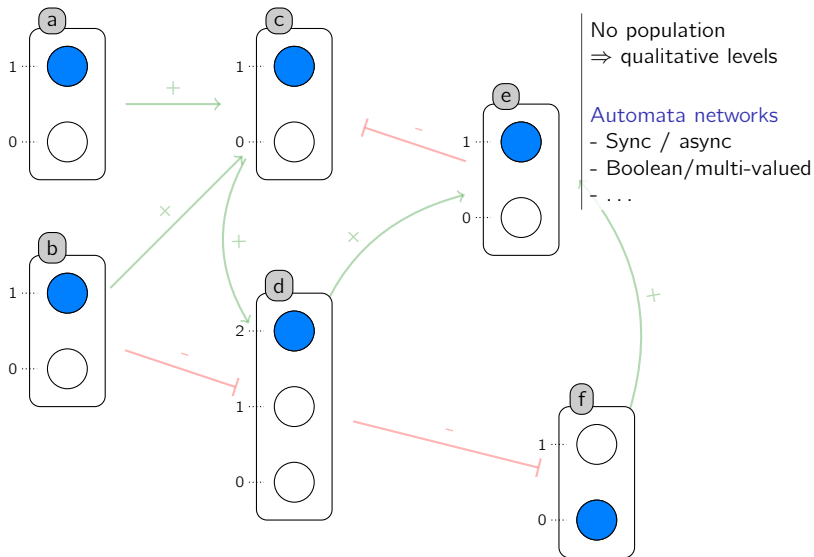 a
1
0
c
1
0
e
1
0
b
1
0
d
2
1
0
f
1
0
+
×
+
-
×
-
-
+
No population
⇒ qualitative levels
Automata networks
- Sync / async
- Boolean/multi-valued
- ...